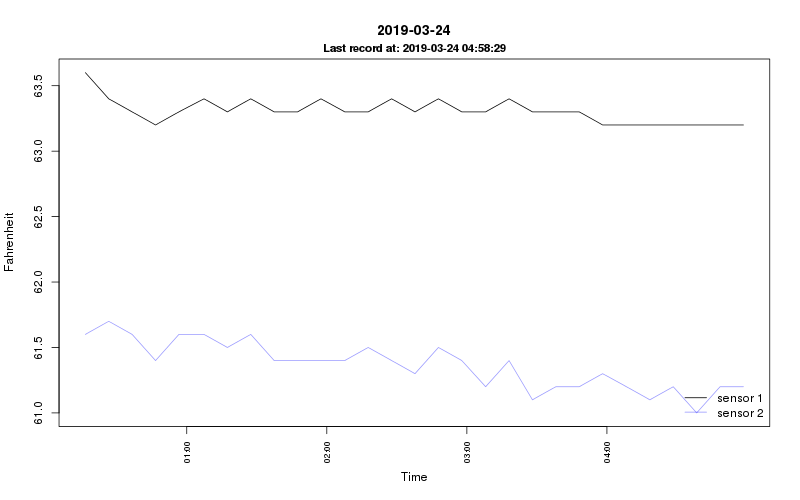 2019-03-24
Last record at: 2019-03-24 04:58:29
Fahrenheit
63.5
63.0
62.5
62.0
61.5
61.0
sensor 1
sensor 2
01:00
02:00
03:00
04:00
Time